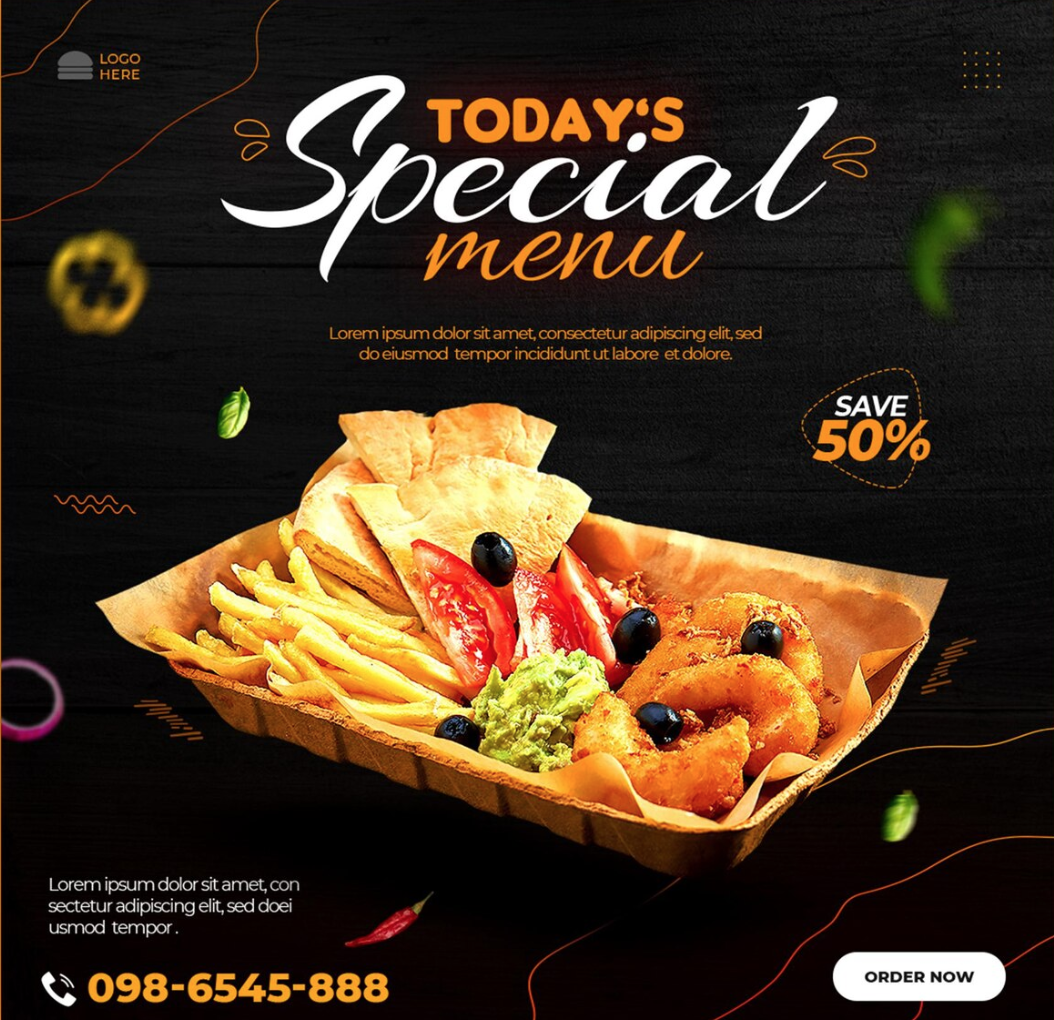 LOGO
HERE
TODAY'S
Special
menu
Lorem ipsum dolor sit amet, consectetur adipiscing elit, sed
do eiusmod tempor incididunt ut labore et dolore.
SAVE
50%
Lorem ipsum dolor sit amet, con
sectetur adipiscing elit, sed doei
usmod tempor .
098-6545-888
ORDER NOW